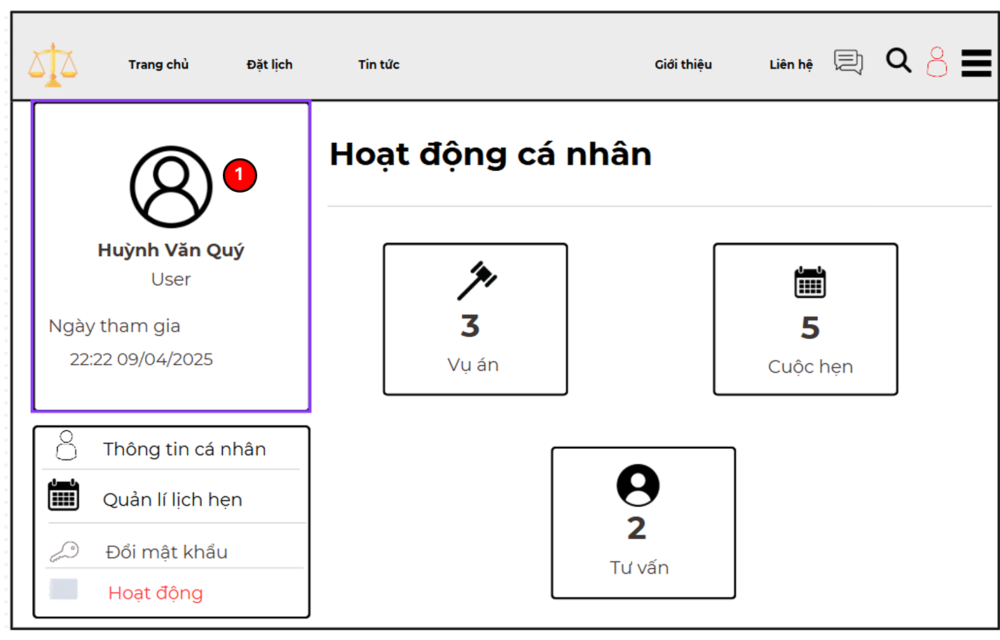 Trang chủ
Đặt lịch
Tin tức
Giới thiệu
Liên hệ
1
Huỳnh Văn Quý
User
Ngày tham gia
22:22 09/04/2025
Thông tin cá nhân
Quản lí lịch hẹn
Đổi mật khẩu
Hoạt động
Hoạt động cá nhân
3
Vụ án
5
Cuộc hẹn
2
Tư vấn